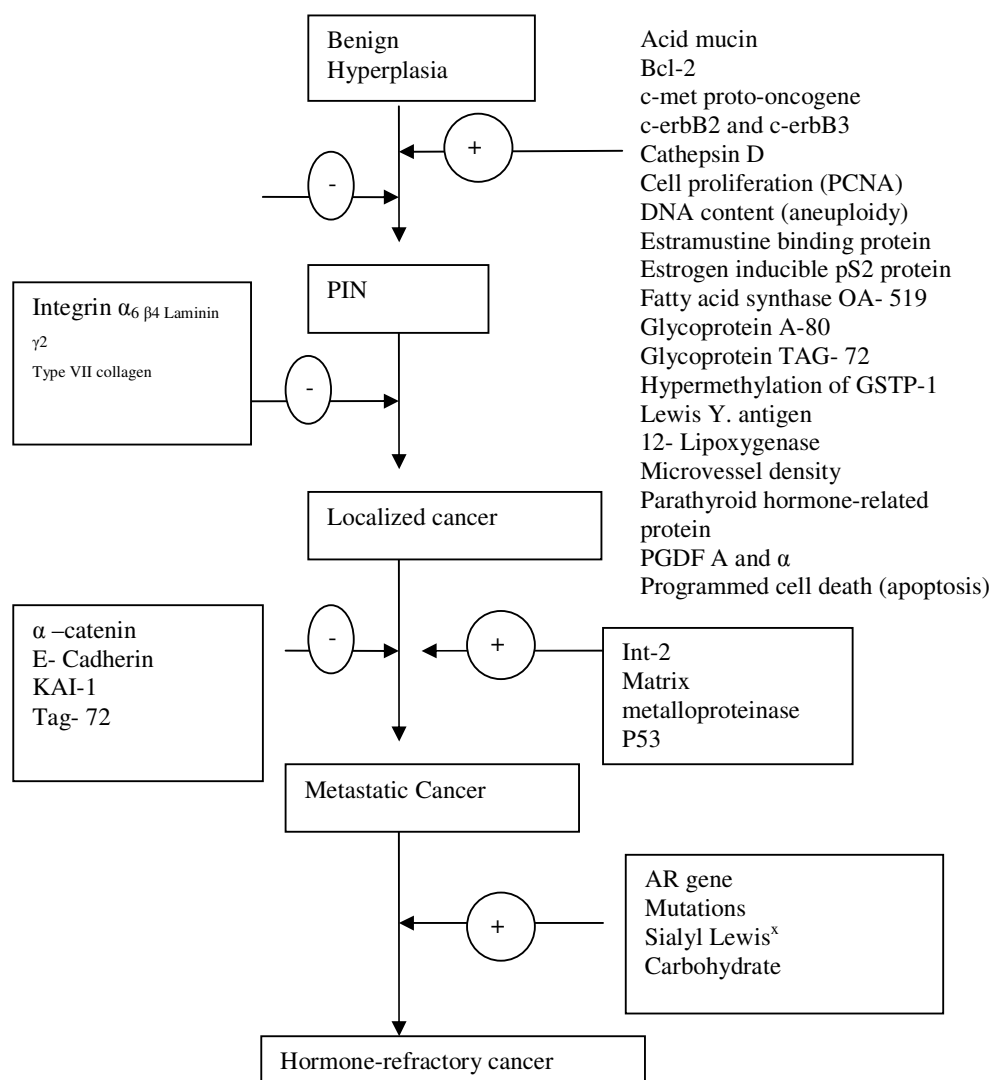 Benign
Hyperplasia
+
-
Acid mucin
Bcl-2
c-met proto-oncogene
c-erbB2 and c-erbB3
Cathepsin D
Cell proliferation (PCNA)
DNA content (aneuploidy)
Estramustine binding protein
Estrogen inducible pS2 protein
Fatty acid synthase OA- 519
Glycoprotein A-80
Glycoprotein TAG- 72
Hypermethylation of GSTP-1
Lewis Y. antigen
12- Lipoxygenase
Microvessel density
Parathyroid hormone-related
protein
PGDF A and α
Programmed cell death (apoptosis)
PIN
Integrin α6 β4 Laminin
γ2
Type VII collagen
-
Localized cancer
α –catenin
E- Cadherin
KAI-1
Tag- 72
-
+
Int-2
Matrix
metalloproteinase
P53
Metastatic Cancer
+
AR gene
Mutations
Sialyl Lewisx
Carbohydrate
Hormone-refractory cancer